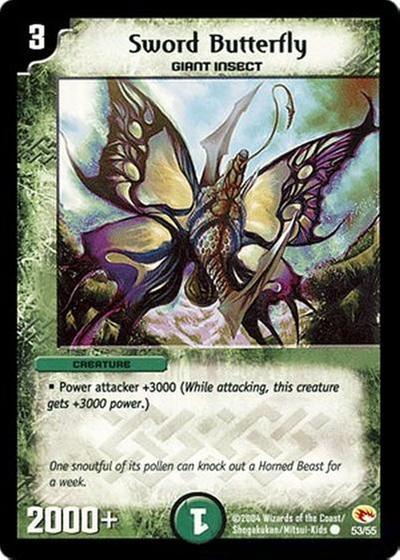 3 Sword Butterfly
GIANT INSECT
CREATURE
▪ Power attacker +3000 (While attacking, this creature
gets +3000 power.)
One snoutful of its pollen can knock out a Horned Beast for
a week.
2000+
1
©2004 Wizards of the Coast/
Shogakukan/Mitsui-Kids ● 53/55